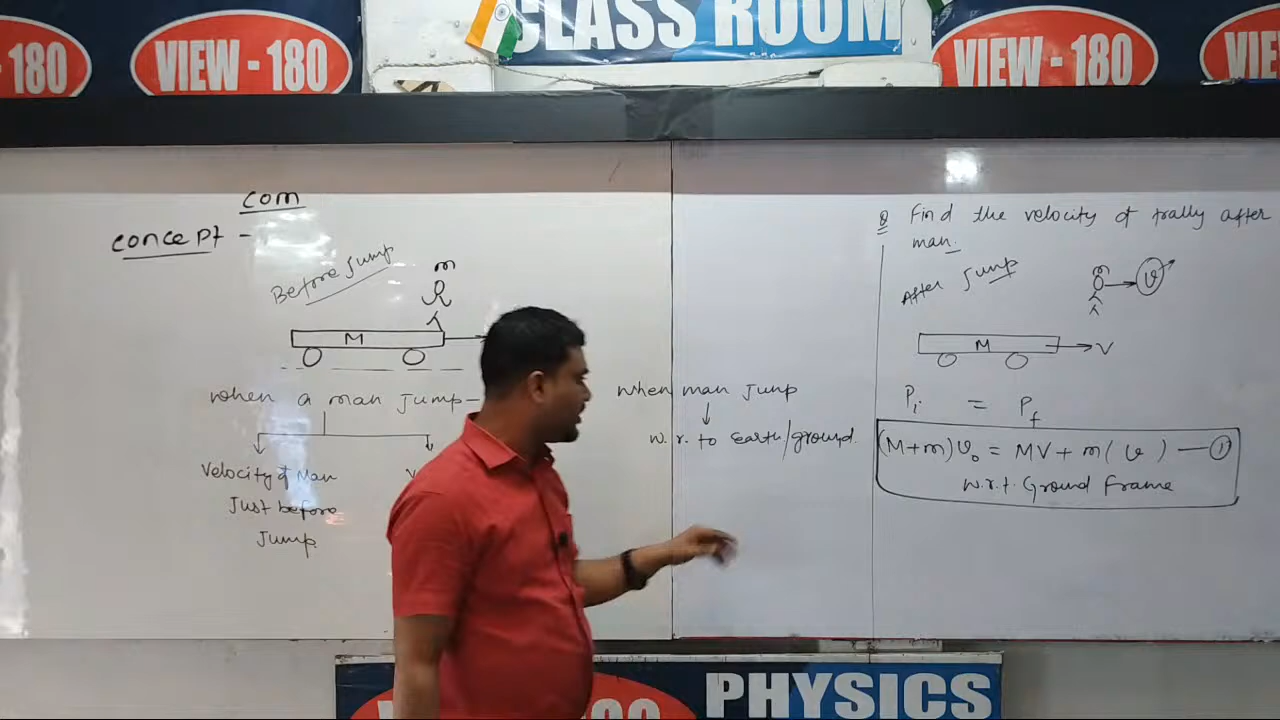 CLASS ROOM
- 180
VIEW - 180
VIEW - 180
VIE
COM
Concept -
Before Jump
m
M
when a man Jump -
Velocity of Man
Just before
Jump
V
when man Jump
w.r. to Earth/ground.
Q Find the velocity of trally after
man.
After Jump
m
v
M
V
Pi = Pf
(M+m)v₀ = MV + m( v ) — ①
w.r.t. Ground Frame
PHYSICS